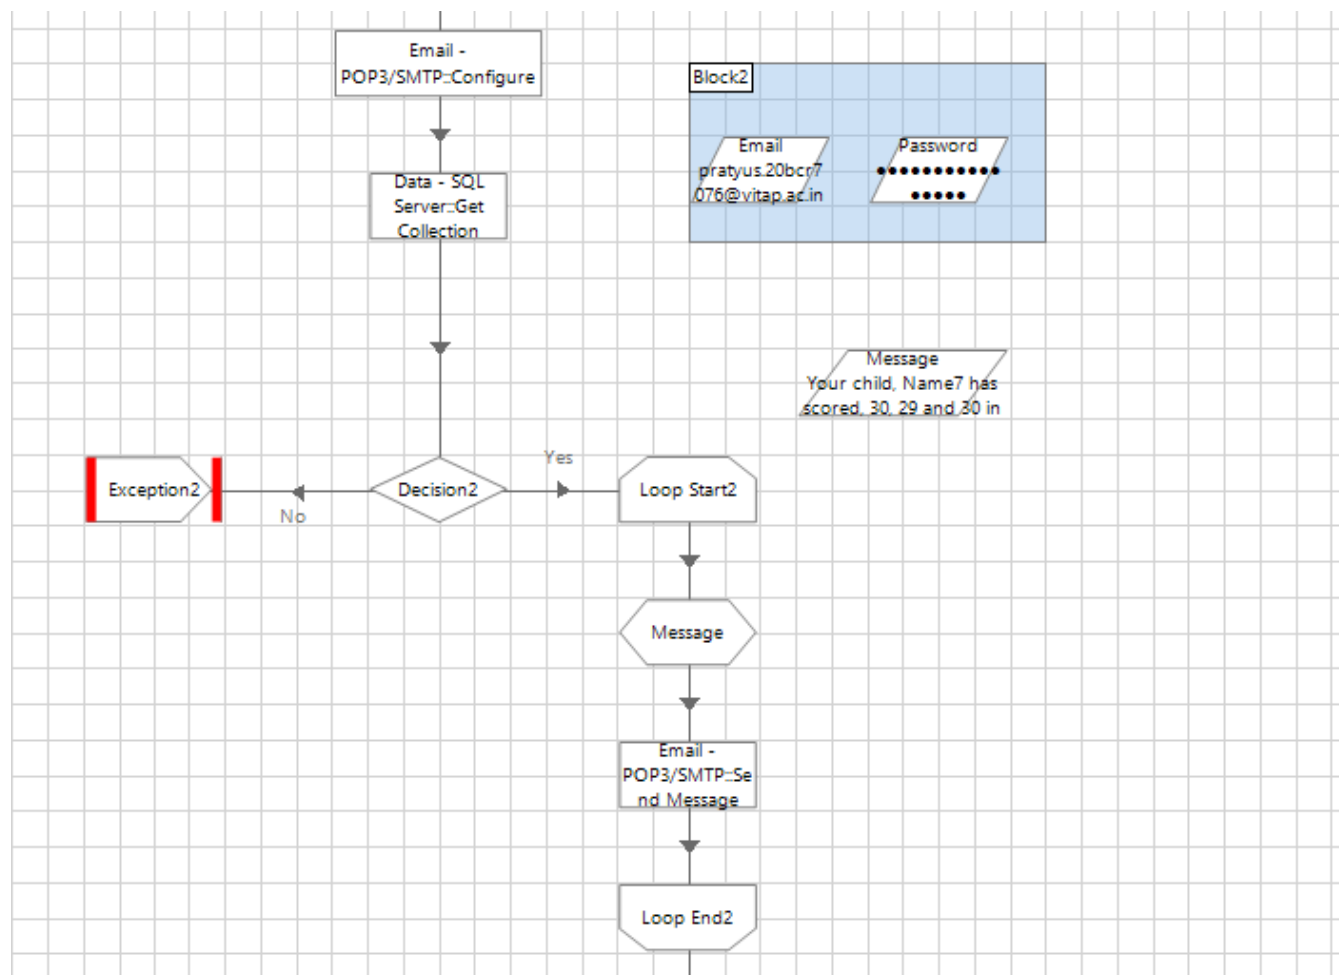 Email -
POP3/SMTP::Configure
Block2
Email
pratyus.20bcr7
076@vitap.ac.in
Password
●●●●●●●●●●●
●●●●●
Data - SQL
Server::Get
Collection
Message
Your child, Name7 has
scored, 30, 29 and 30 in
Yes
Exception2
Decision2
Loop Start2
No
Message
Email -
POP3/SMTP::Se
nd Message
Loop End2